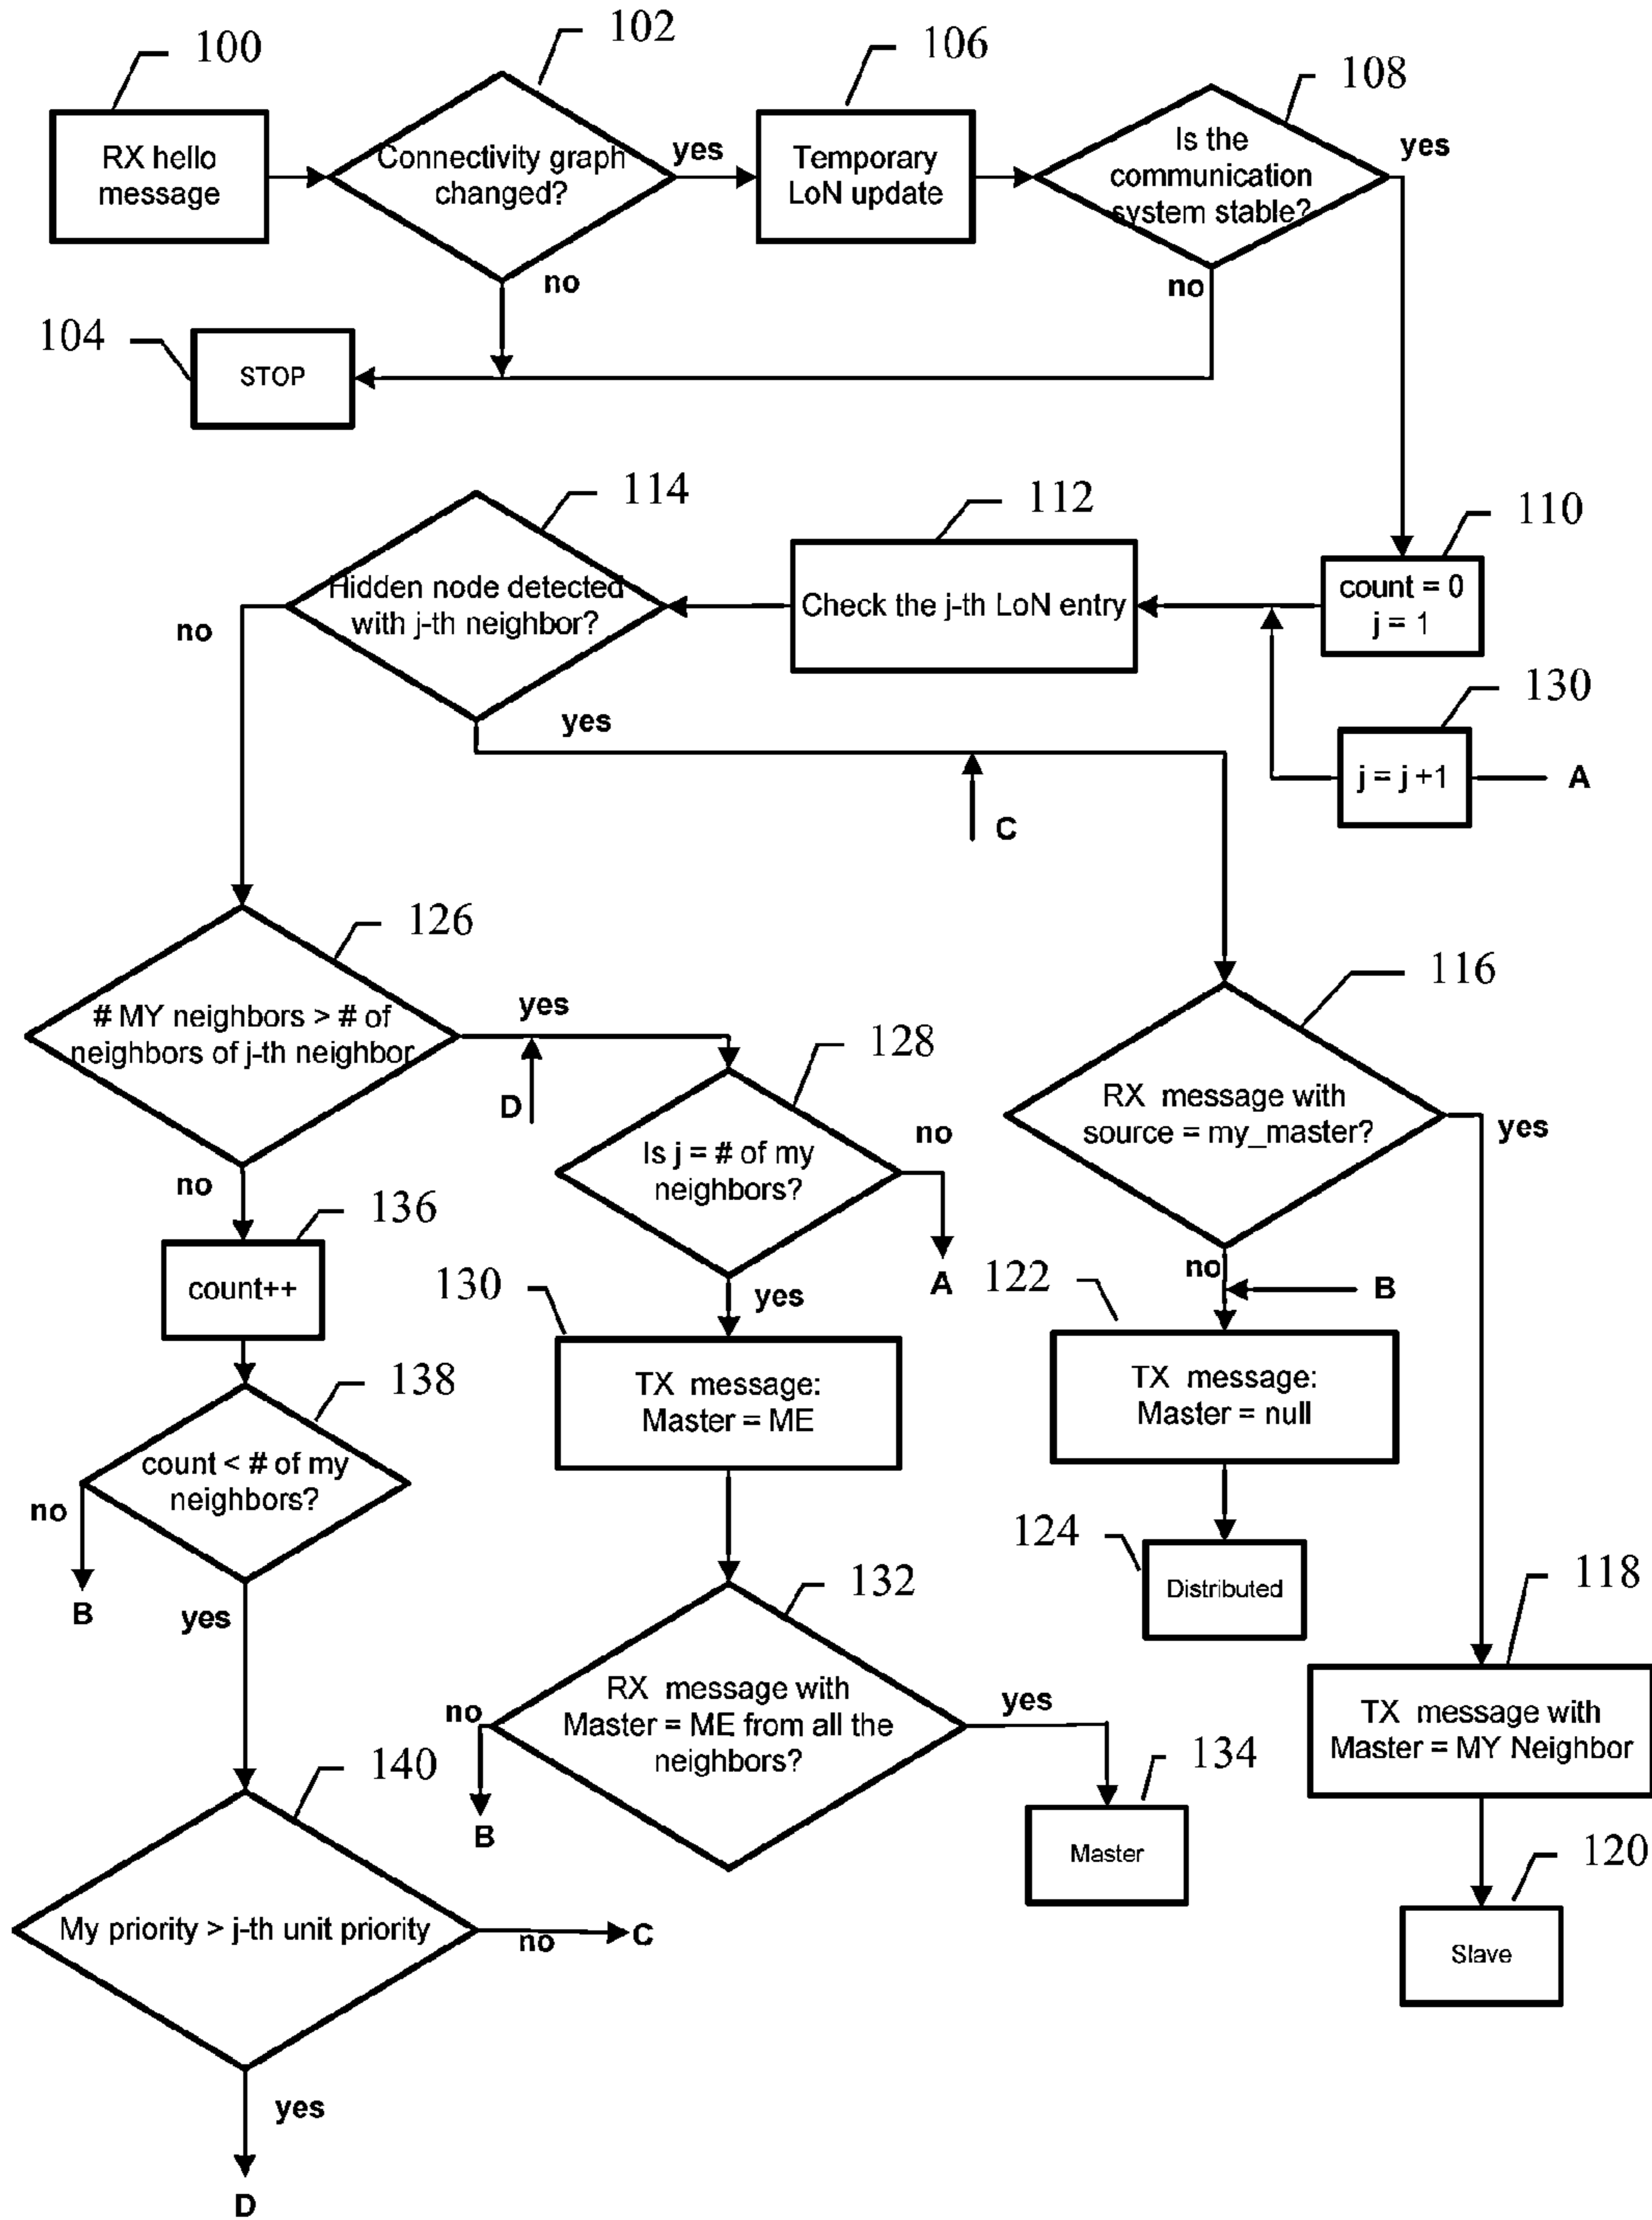 100
102
106
108
RX hello
message
Connectivity graph
changed?
yes
Temporary
LoN update
Is the
communication
system stable?
yes
no
no
104
STOP
114
112
110
Hidden node detected
with j-th neighbor?
Check the j-th LoN entry
count = 0
j = 1
no
yes
130
j = j +1
A
C
126
116
# MY neighbors > # of
neighbors of j-th neighbor
yes
D
128
RX message with
source = my_master?
yes
Is j = # of my
neighbors?
no
A
no
136
count++
130
yes
122
no
B
TX message:
Master = ME
TX message:
Master = null
138
count < # of my
neighbors?
no
B
yes
124
Distributed
132
118
RX message with
Master = ME from all the
neighbors?
no
B
yes
TX message with
Master = MY Neighbor
134
Master
140
My priority > j-th unit priority
no
C
120
Slave
yes
D